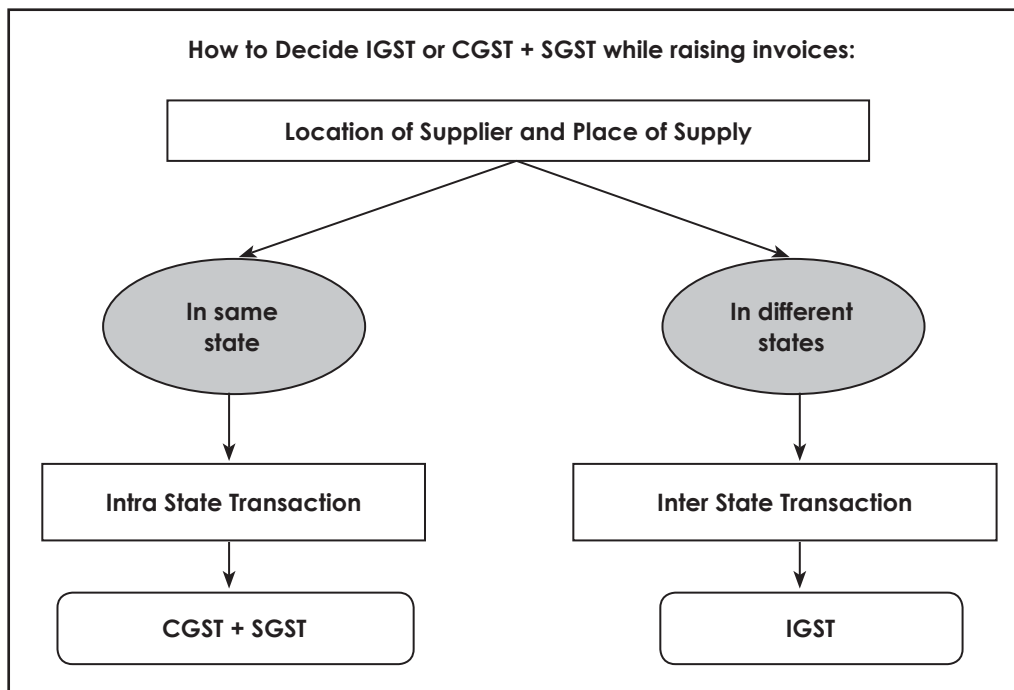 How to Decide IGST or CGST + SGST while raising invoices:
Location of Supplier and Place of Supply
In same
state
In different
states
Intra State Transaction
Inter State Transaction
CGST + SGST
IGST